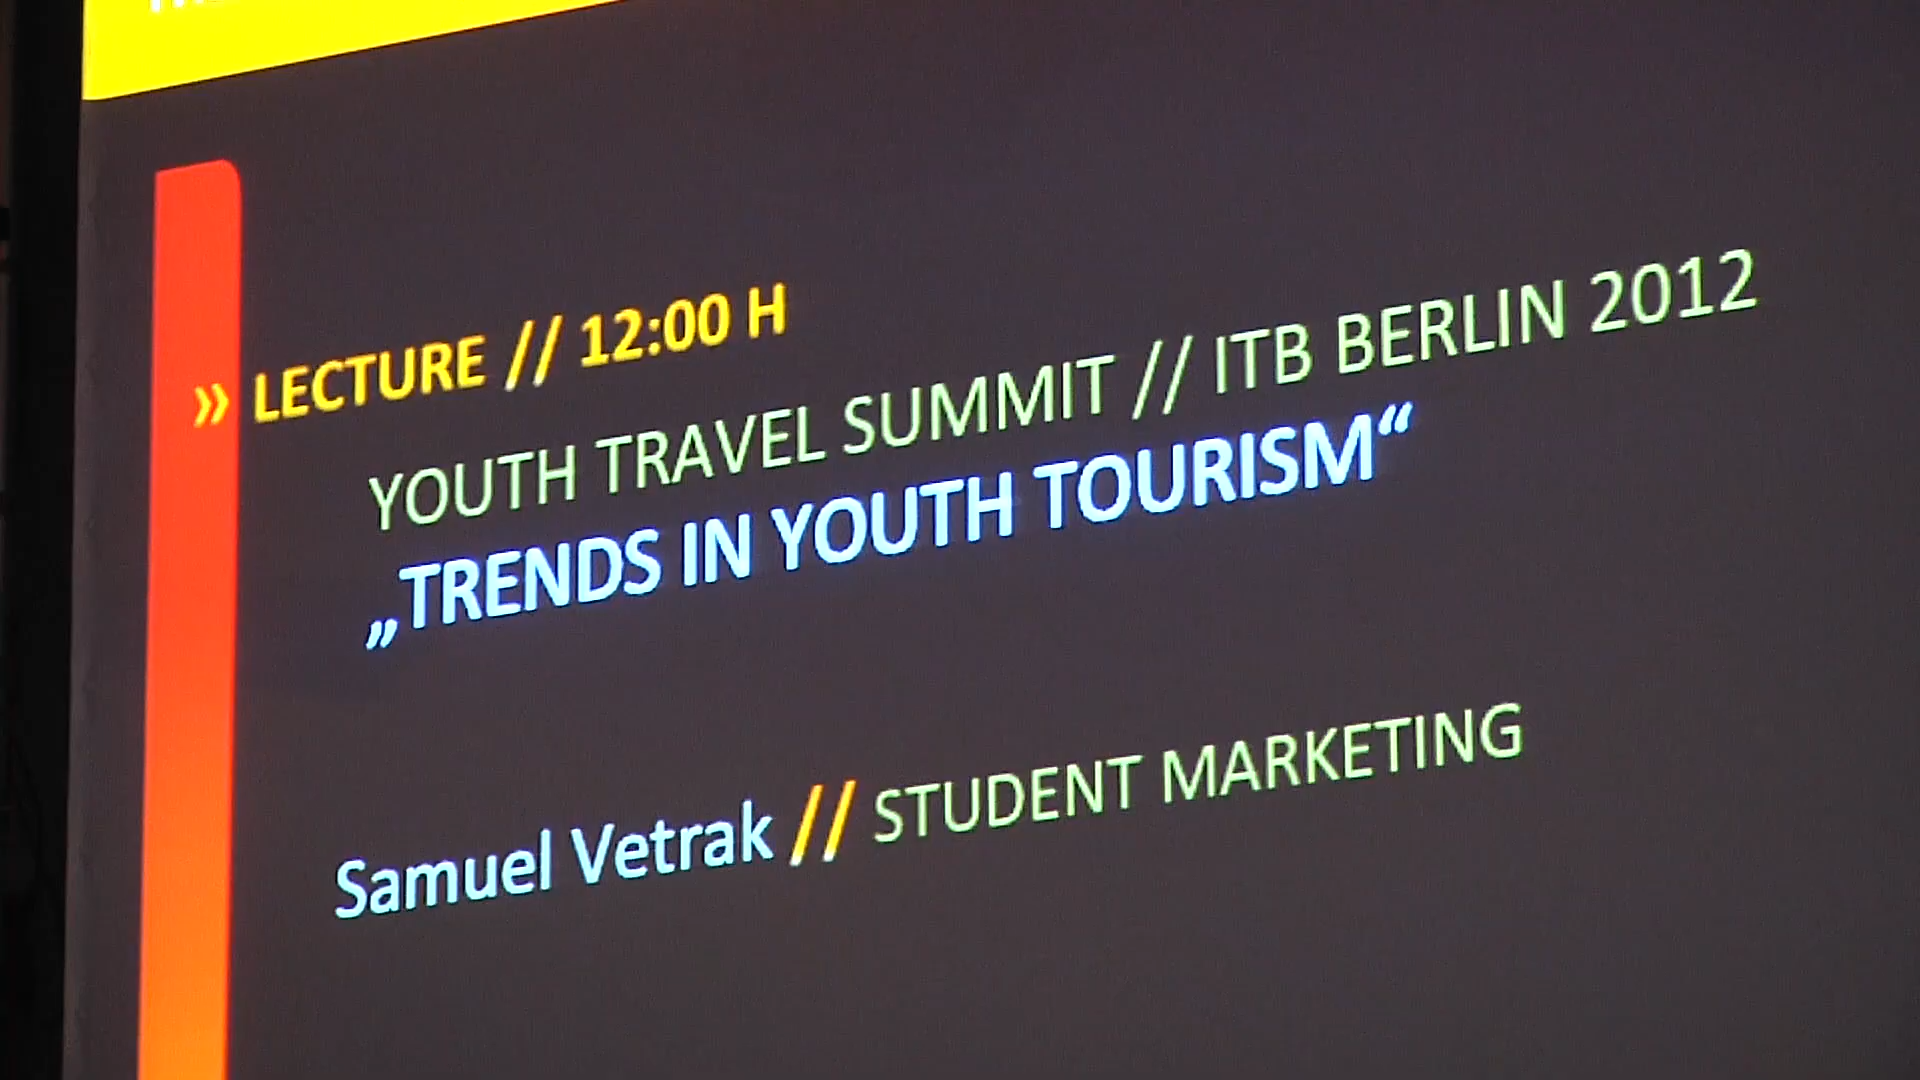 » LECTURE // 12:00 H
YOUTH TRAVEL SUMMIT // ITB BERLIN 2012
„TRENDS IN YOUTH TOURISM“
Samuel Vetrak // STUDENT MARKETING